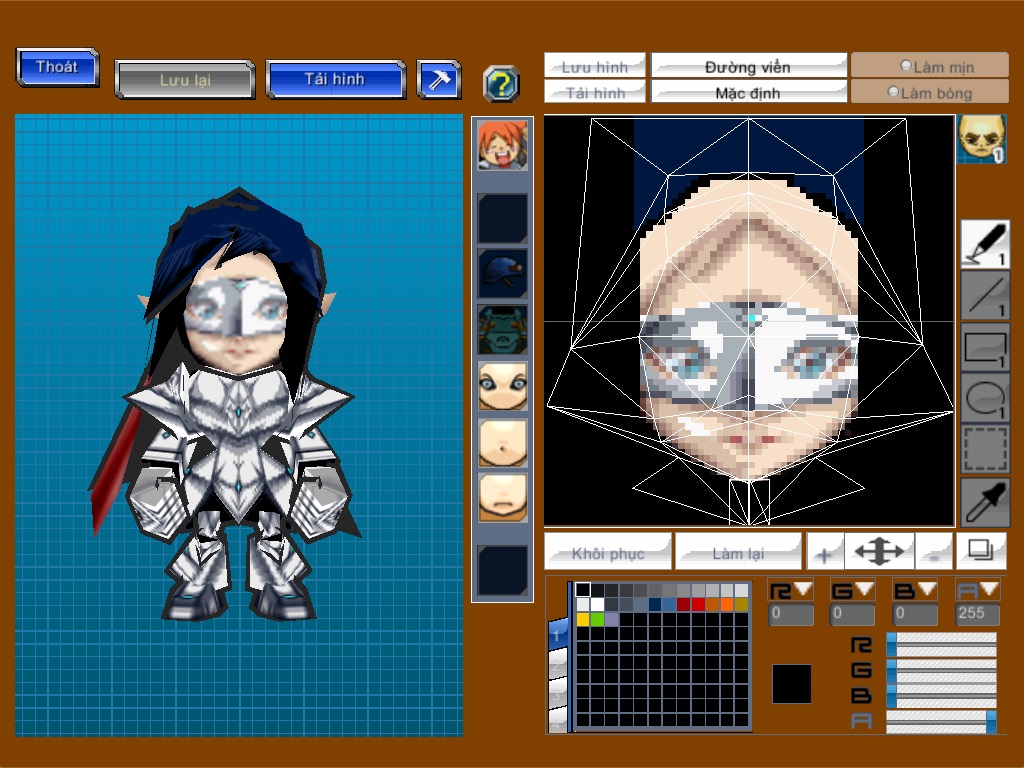 Thoát
Lưu lại
Tải hình
?
Lưu hình
Đường viền
Làm mịn
Tải hình
Mặc định
Làm bóng
1
1
1
1
1
Khôi phục
Làm lại
+
-
R
G
B
A
0
0
0
255
1
R
G
B
A